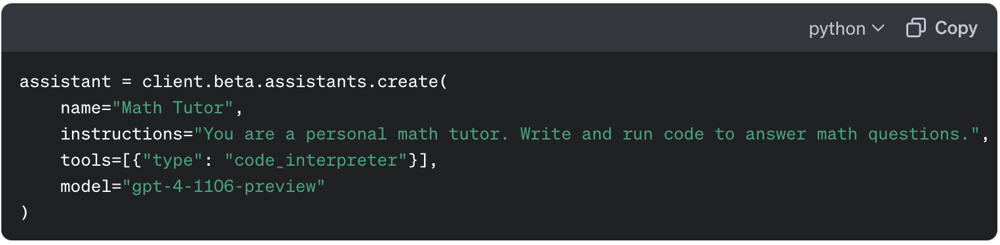 python Copy
assistant = client.beta.assistants.create(
    name="Math Tutor",
    instructions="You are a personal math tutor. Write and run code to answer math questions.",
    tools=[{"type": "code_interpreter"}],
    model="gpt-4-1106-preview"
)